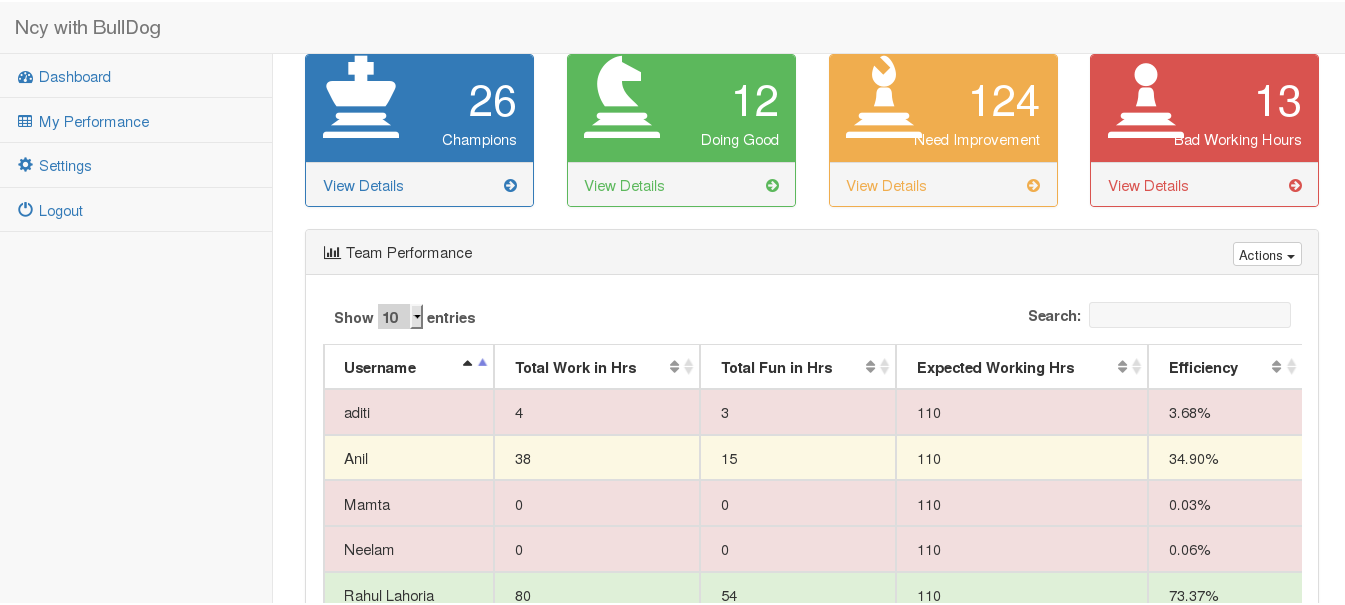 Ncy with BullDog
Dashboard
My Performance
Settings
Logout
26
Champions
View Details
12
Doing Good
View Details
124
Need Improvement
View Details
13
Bad Working Hours
View Details
Team Performance
Actions
Show 10 entries
Search:
Username Total Work in Hrs Total Fun in Hrs Expected Working Hrs Efficiency
aditi 4 3 110 3.68%
Anil 38 15 110 34.90%
Mamta 0 0 110 0.03%
Neelam 0 0 110 0.06%
Rahul Lahoria 80 54 110 73.37%